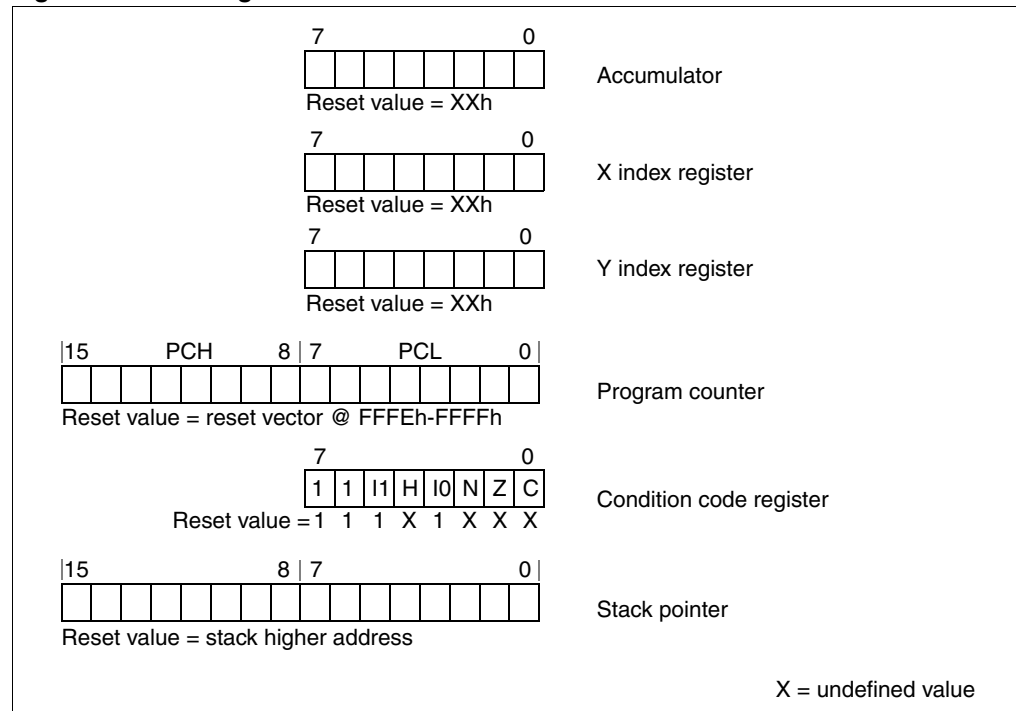 7 0
Accumulator
Reset value = XXh
7 0
X index register
Reset value = XXh
7 0
Y index register
Reset value = XXh
|15 PCH 8 | 7 PCL 0 |
Program counter
Reset value = reset vector @ FFFEh-FFFFh
7 0
1 1 I1 H I0 N Z C
Condition code register
Reset value = 1 1 1 X 1 X X X
|15 8 | 7 0 |
Stack pointer
Reset value = stack higher address
X = undefined value